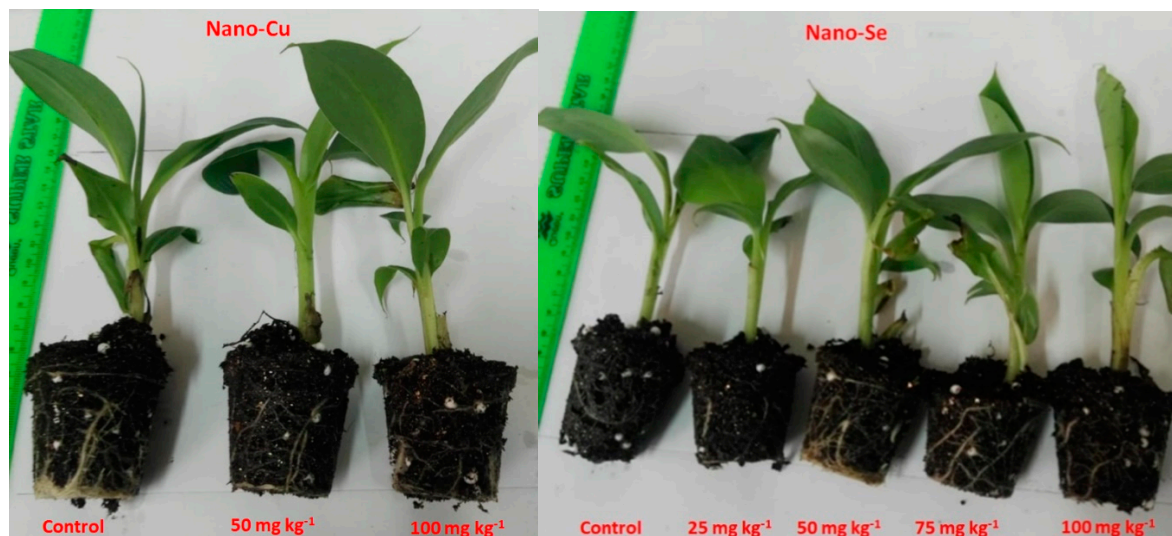 Nano-Cu
Control
50 mg kg⁻¹
100 mg kg⁻¹
Nano-Se
Control
25 mg kg⁻¹
50 mg kg⁻¹
75 mg kg⁻¹
100 mg kg⁻¹